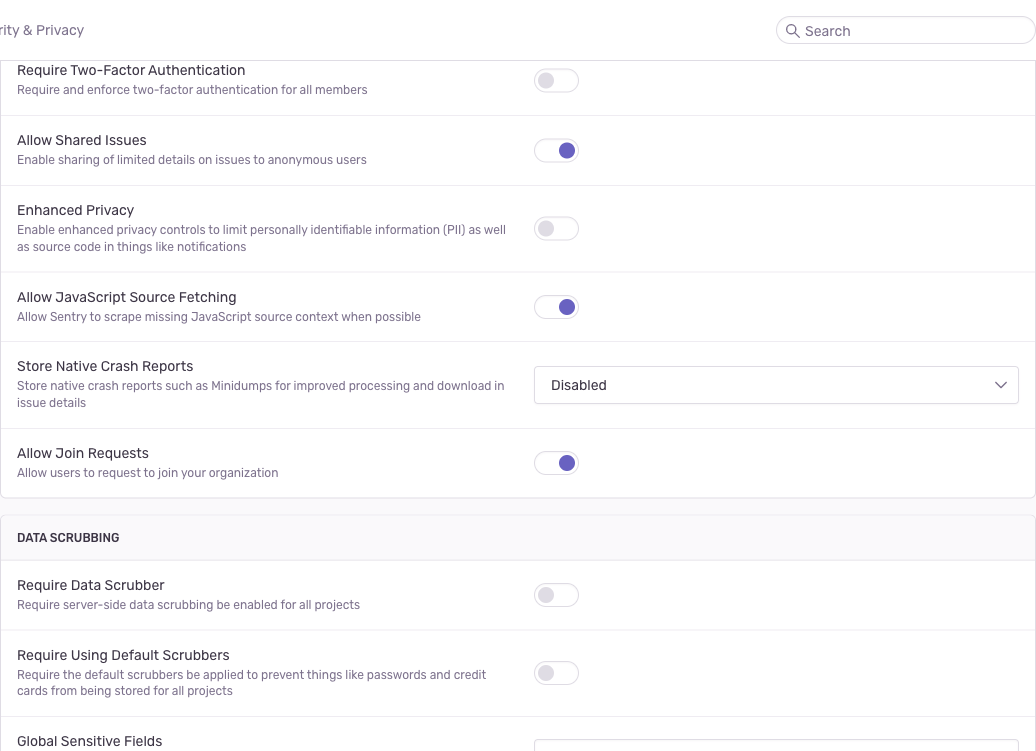 rity & Privacy
Search
Require Two-Factor Authentication
Require and enforce two-factor authentication for all members
Allow Shared Issues
Enable sharing of limited details on issues to anonymous users
Enhanced Privacy
Enable enhanced privacy controls to limit personally identifiable information (PII) as well
as source code in things like notifications
Allow JavaScript Source Fetching
Allow Sentry to scrape missing JavaScript source context when possible
Store Native Crash Reports
Store native crash reports such as Minidumps for improved processing and download in
issue details
Disabled
Allow Join Requests
Allow users to request to join your organization
DATA SCRUBBING
Require Data Scrubber
Require server-side data scrubbing be enabled for all projects
Require Using Default Scrubbers
Require the default scrubbers be applied to prevent things like passwords and credit
cards from being stored for all projects
Global Sensitive Fields